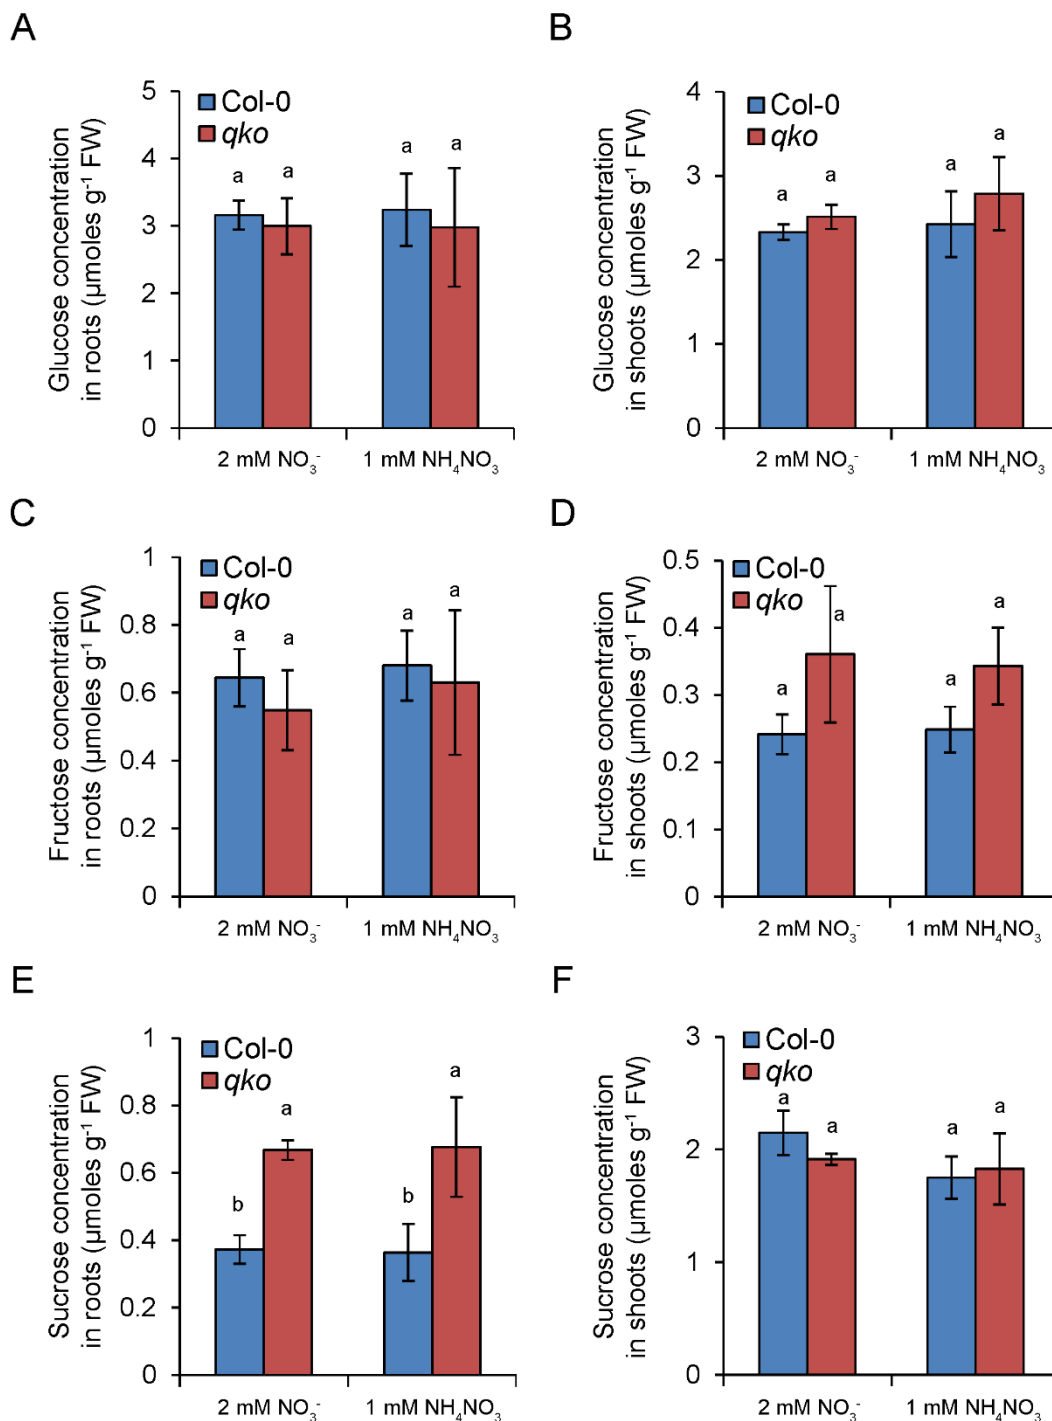 A
Glucose concentration
in roots (µmoles g⁻¹ FW)
5
4
3
2
1
0
Col-0
qko
a
a
a
a
2 mM NO₃⁻
1 mM NH₄NO₃
B
Glucose concentration
in shoots (µmoles g⁻¹ FW)
4
3
2
1
0
Col-0
qko
a
a
a
a
2 mM NO₃⁻
1 mM NH₄NO₃
C
Fructose concentration
in roots (µmoles g⁻¹ FW)
1
0.8
0.6
0.4
0.2
0
Col-0
qko
a
a
a
a
2 mM NO₃⁻
1 mM NH₄NO₃
D
Fructose concentration
in shoots (µmoles g⁻¹ FW)
0.5
0.4
0.3
0.2
0.1
0
Col-0
qko
a
a
a
a
2 mM NO₃⁻
1 mM NH₄NO₃
E
Sucrose concentration
in roots (µmoles g⁻¹ FW)
1
0.8
0.6
0.4
0.2
0
Col-0
qko
b
a
b
a
2 mM NO₃⁻
1 mM NH₄NO₃
F
Sucrose concentration
in shoots (µmoles g⁻¹ FW)
3
2
1
0
Col-0
qko
a
a
a
a
2 mM NO₃⁻
1 mM NH₄NO₃